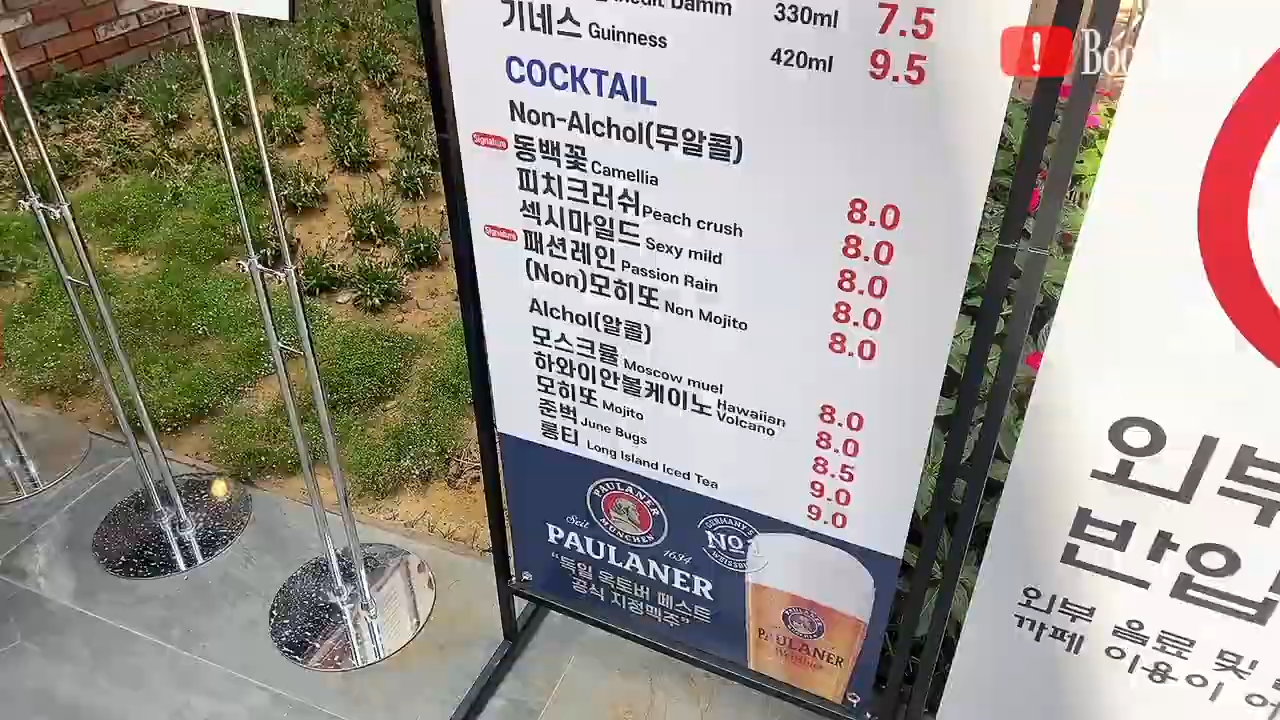 Damm 330ml 7.5
기네스 Guinness 420ml 9.5
COCKTAIL
Non-Alchol(무알콜)
Signature 동백꽃 Camellia 8.0
피치크러쉬 Peach crush 8.0
섹시마일드 Sexy mild 8.0
Signature 패션레인 Passion Rain 8.0
(Non)모히또 Non Mojito 8.0
Alchol(알콜)
모스크뮬 Moscow muel 8.0
하와이안볼케이노 Hawaiian Volcano 8.0
모히또 Mojito 8.5
준벅 June Bugs 9.0
롱티 Long Island Iced Tea 9.0
PAULANER
MÜNCHEN
Seit 1634
PAULANER
GERMANY'S
No1
"독일 옥토버 페스트
공식 지정맥주"
PAULANER
외부
반입
외부 음료 및
까페 이용이